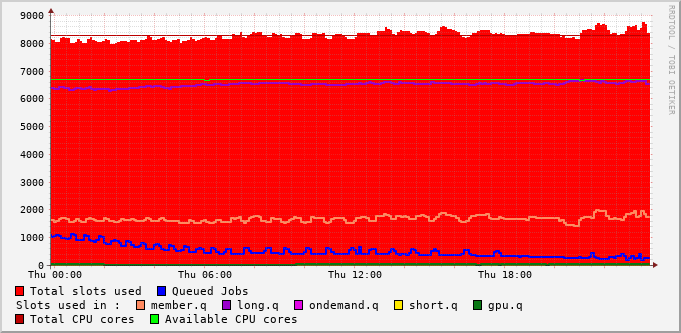 9000
8000
7000
6000
5000
4000
3000
2000
1000
0
Thu 00:00 Thu 06:00 Thu 12:00 Thu 18:00
RRDTOOL / TOBI OETIKER
Total slots used Queued Jobs
Slots used in : member.q long.q ondemand.q short.q gpu.q
Total CPU cores Available CPU cores